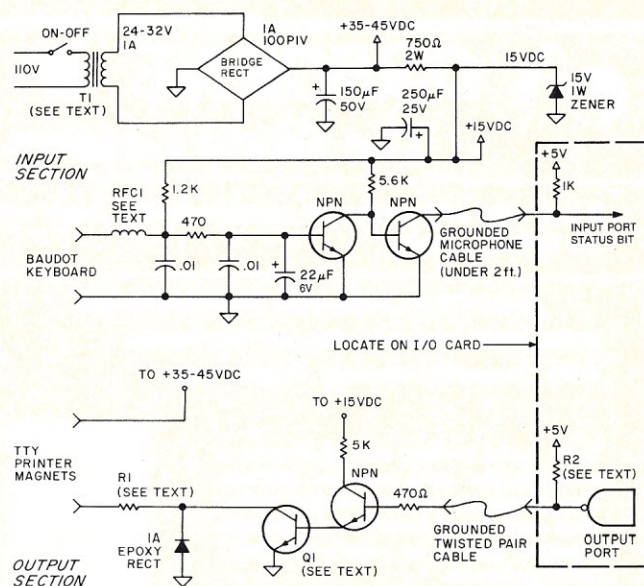 ON-OFF
110V
T1
(SEE TEXT)
24-32V
1A
1A
100PIV
BRIDGE
RECT
+35-45VDC
150µF
50V
750Ω
2W
250µF
25V
15VDC
15V
1W
ZENER
+15VDC
INPUT
SECTION
RFC1
SEE
TEXT
1.2K
470
5.6K
NPN
NPN
+5V
1K
INPUT PORT
STATUS BIT
GROUNDED
MICROPHONE
CABLE
(UNDER 2ft.)
BAUDOT
KEYBOARD
.01
.01
22µF
6V
LOCATE ON I/O CARD
TO +35-45VDC
TO +15VDC
5K
NPN
+5V
R2
(SEE TEXT)
TTY
PRINTER
MAGNETS
R1
(SEE TEXT)
470Ω
GROUNDED
TWISTED PAIR
CABLE
OUTPUT
PORT
1A
EPOXY
RECT
Q1
(SEE TEXT)
OUTPUT
SECTION